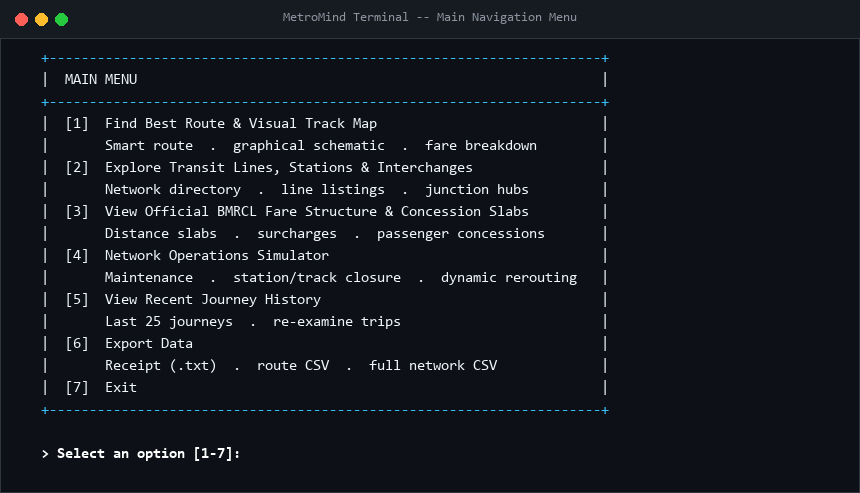 MetroMind Terminal -- Main Navigation Menu
+---------------------------------------------------------------------+
|  MAIN MENU                                                          |
+---------------------------------------------------------------------+
|  [1]  Find Best Route & Visual Track Map                            |
|       Smart route  .  graphical schematic  .  fare breakdown        |
|  [2]  Explore Transit Lines, Stations & Interchanges                |
|       Network directory  .  line listings  .  junction hubs         |
|  [3]  View Official BMRCL Fare Structure & Concession Slabs         |
|       Distance slabs  .  surcharges  .  passenger concessions       |
|  [4]  Network Operations Simulator                                  |
|       Maintenance  .  station/track closure  .  dynamic rerouting   |
|  [5]  View Recent Journey History                                   |
|       Last 25 journeys  .  re-examine trips                         |
|  [6]  Export Data                                                   |
|       Receipt (.txt)  .  route CSV  .  full network CSV             |
|  [7]  Exit                                                          |
+---------------------------------------------------------------------+
> Select an option [1-7]: